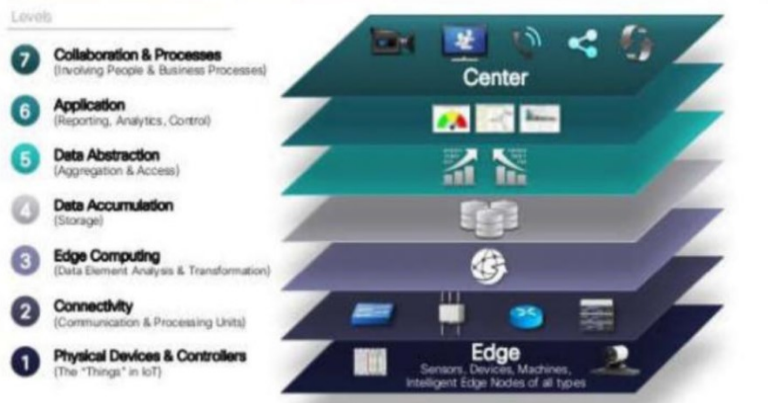 Levels
7
Collaboration & Processes
(Involving People & Business Processes)
6
Application
(Reporting, Analytics, Control)
5
Data Abstraction
(Aggregation & Access)
4
Data Accumulation
(Storage)
3
Edge Computing
(Data Element Analysis & Transformation)
2
Connectivity
(Communication & Processing Units)
1
Physical Devices & Controllers
(The "Things" in IoT)
Center
Edge
Sensors, Devices, Machines,
Intelligent Edge Nodes of all types